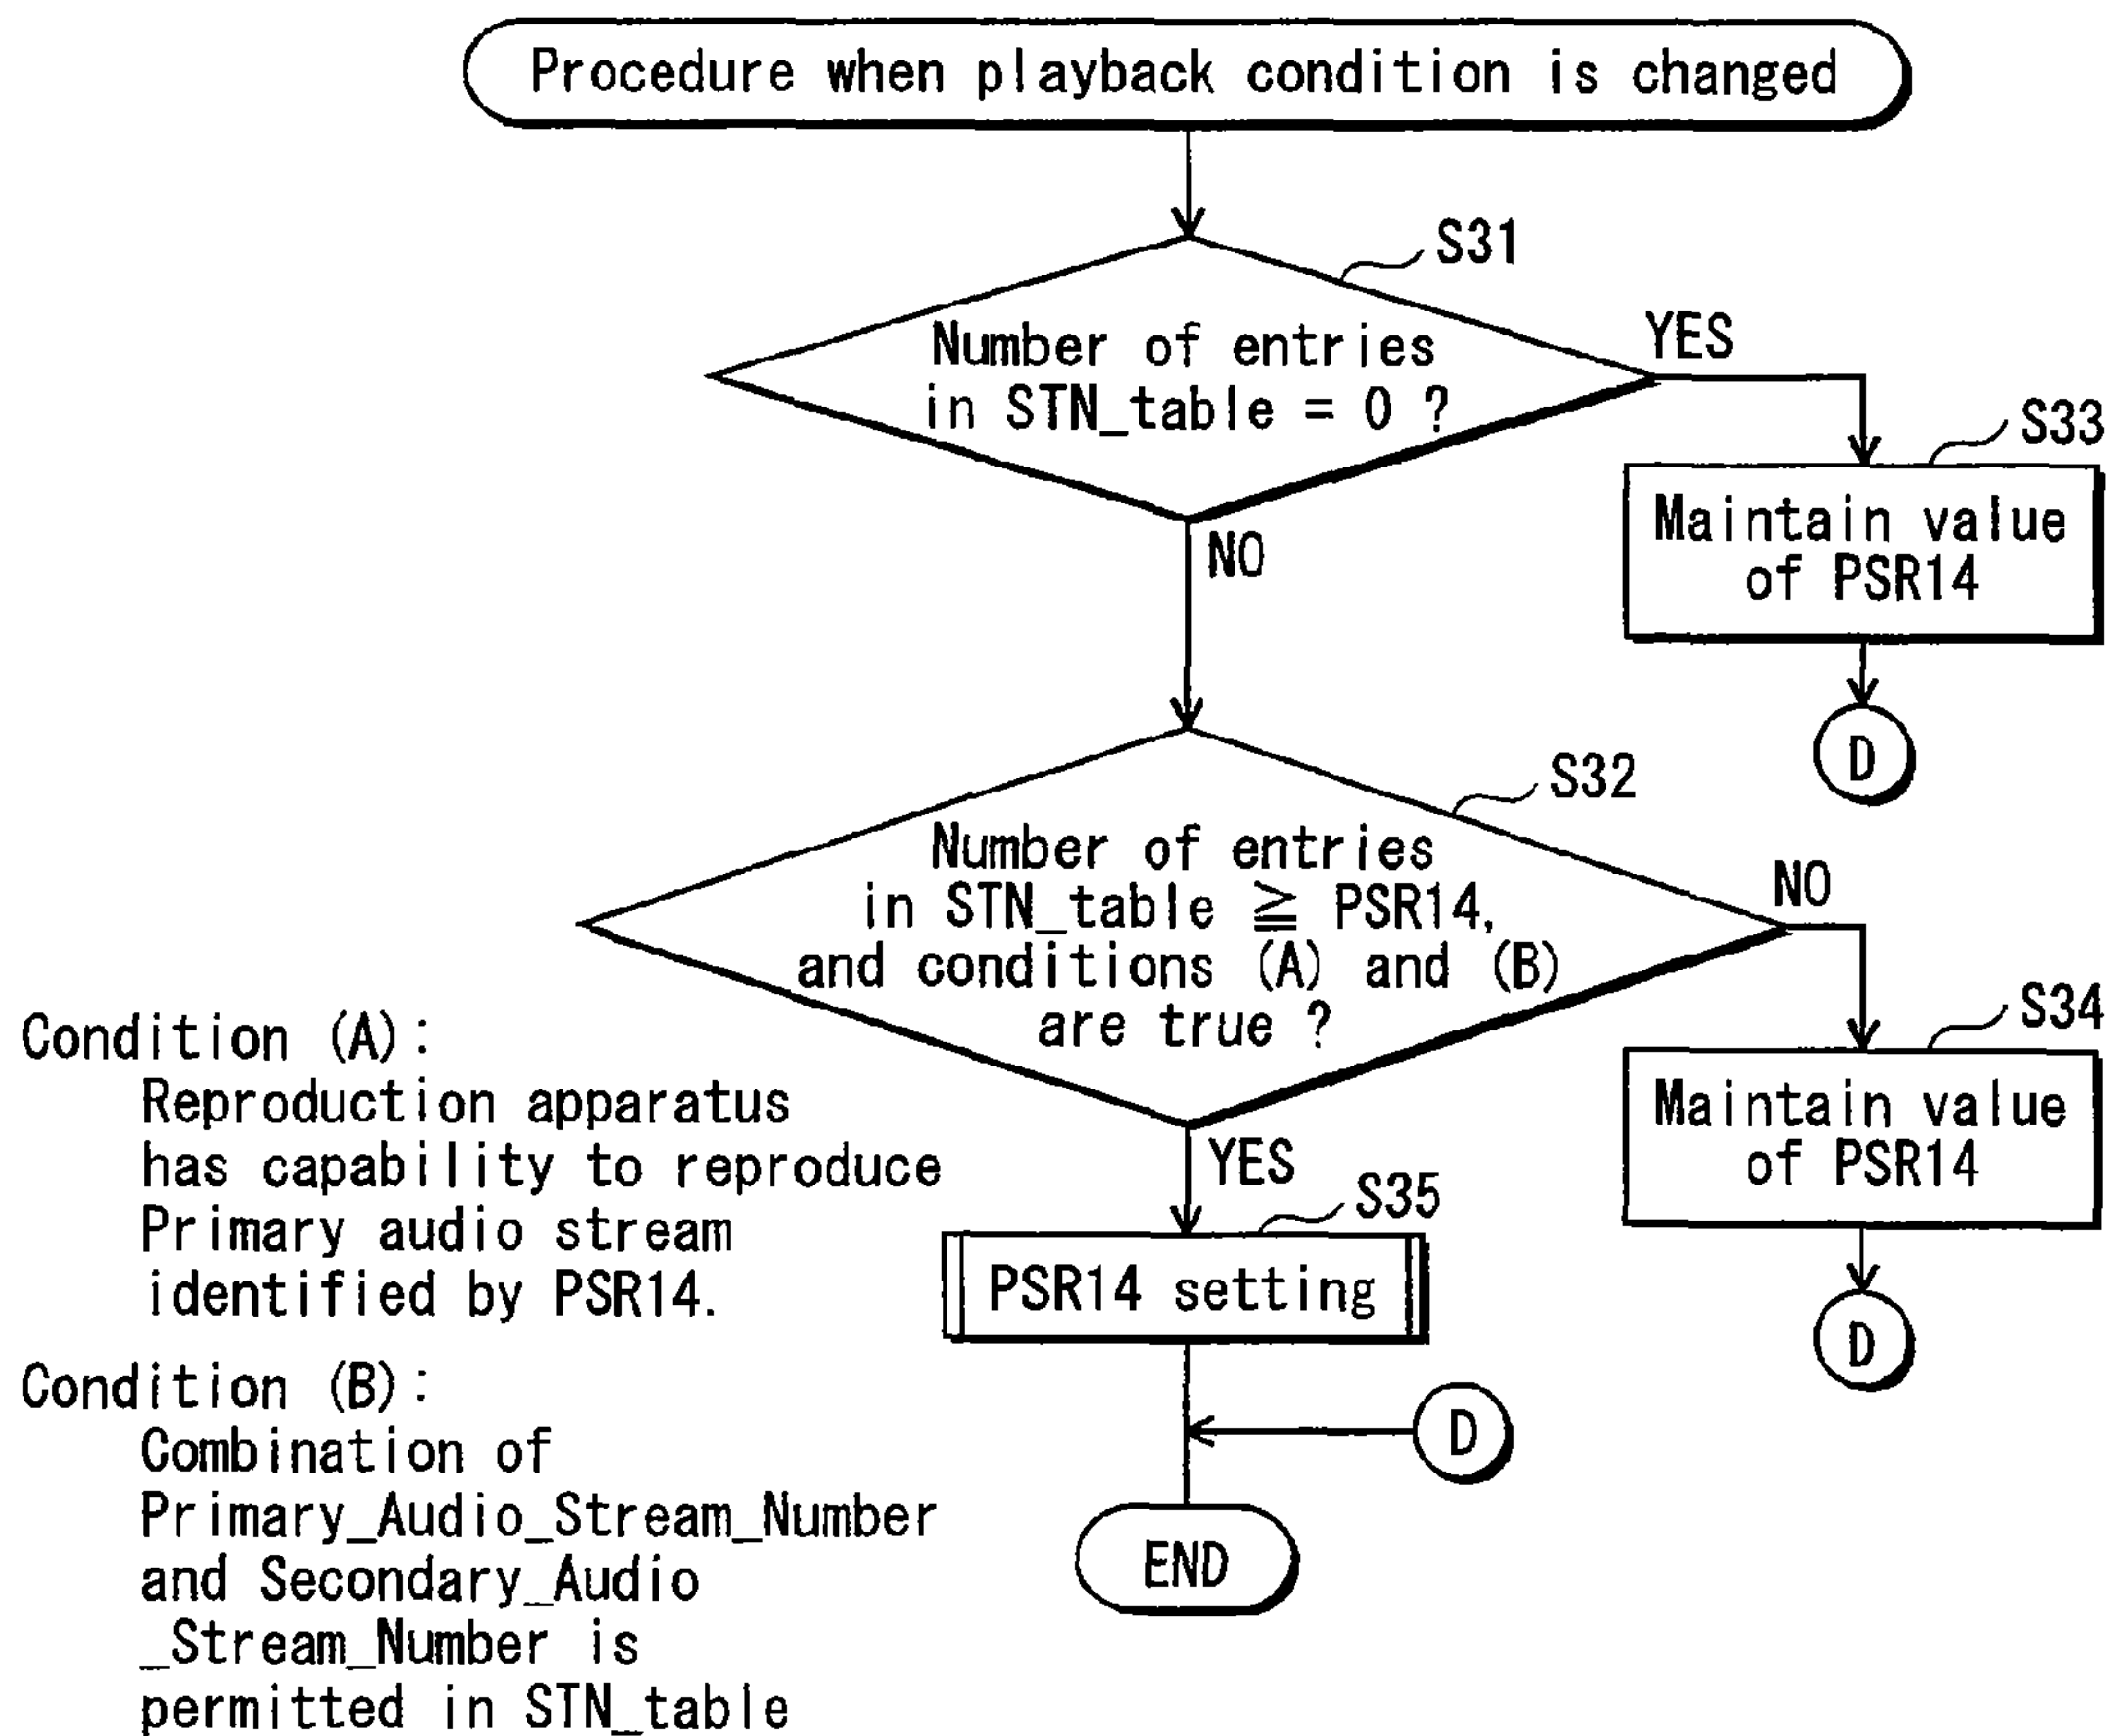 Procedure when playback condition is changed
S31
Number of entries
in STN_table = 0 ?
YES
S33
Maintain value
of PSR14
D
NO
S32
Number of entries
in STN_table ≧ PSR14,
and conditions (A) and (B)
are true ?
NO
S34
Maintain value
of PSR14
D
YES
S35
PSR14 setting
D
END
Condition (A):
Reproduction apparatus
has capability to reproduce
Primary audio stream
identified by PSR14.
Condition (B):
Combination of
Primary_Audio_Stream_Number
and Secondary_Audio
_Stream_Number is
permitted in STN_table